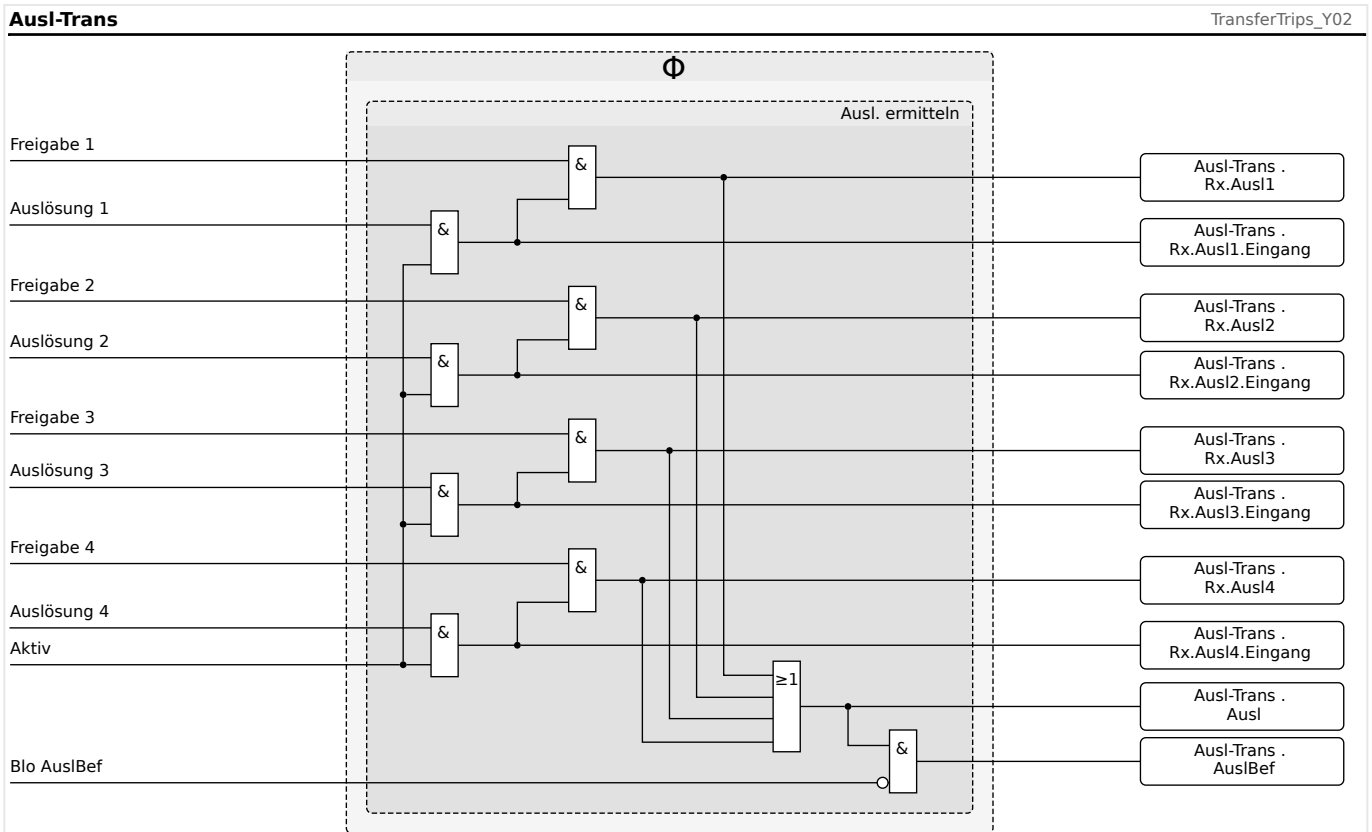 Ausl-Trans
TransferTrips_Y02
Φ
Ausl. ermitteln
Freigabe 1
&
Ausl-Trans .
Rx.Ausl1
Auslösung 1
&
Ausl-Trans .
Rx.Ausl1.Eingang
Freigabe 2
&
Ausl-Trans .
Rx.Ausl2
Auslösung 2
&
Ausl-Trans .
Rx.Ausl2.Eingang
Freigabe 3
&
Ausl-Trans .
Rx.Ausl3
Auslösung 3
&
Ausl-Trans .
Rx.Ausl3.Eingang
Freigabe 4
&
Ausl-Trans .
Rx.Ausl4
Auslösung 4
&
Ausl-Trans .
Rx.Ausl4.Eingang
Aktiv
≥1
Ausl-Trans .
Ausl
Blo AuslBef
&
Ausl-Trans .
AuslBef